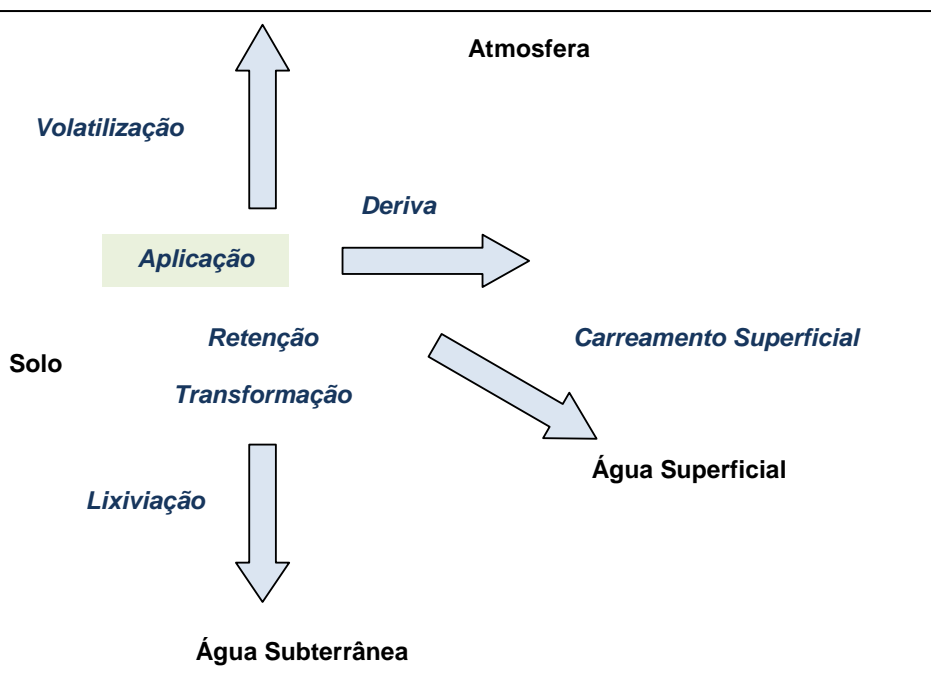 Atmosfera
Volatilização
Deriva
Aplicação
Retenção
Carreamento Superficial
Solo
Transformação
Água Superficial
Lixiviação
Água Subterrânea